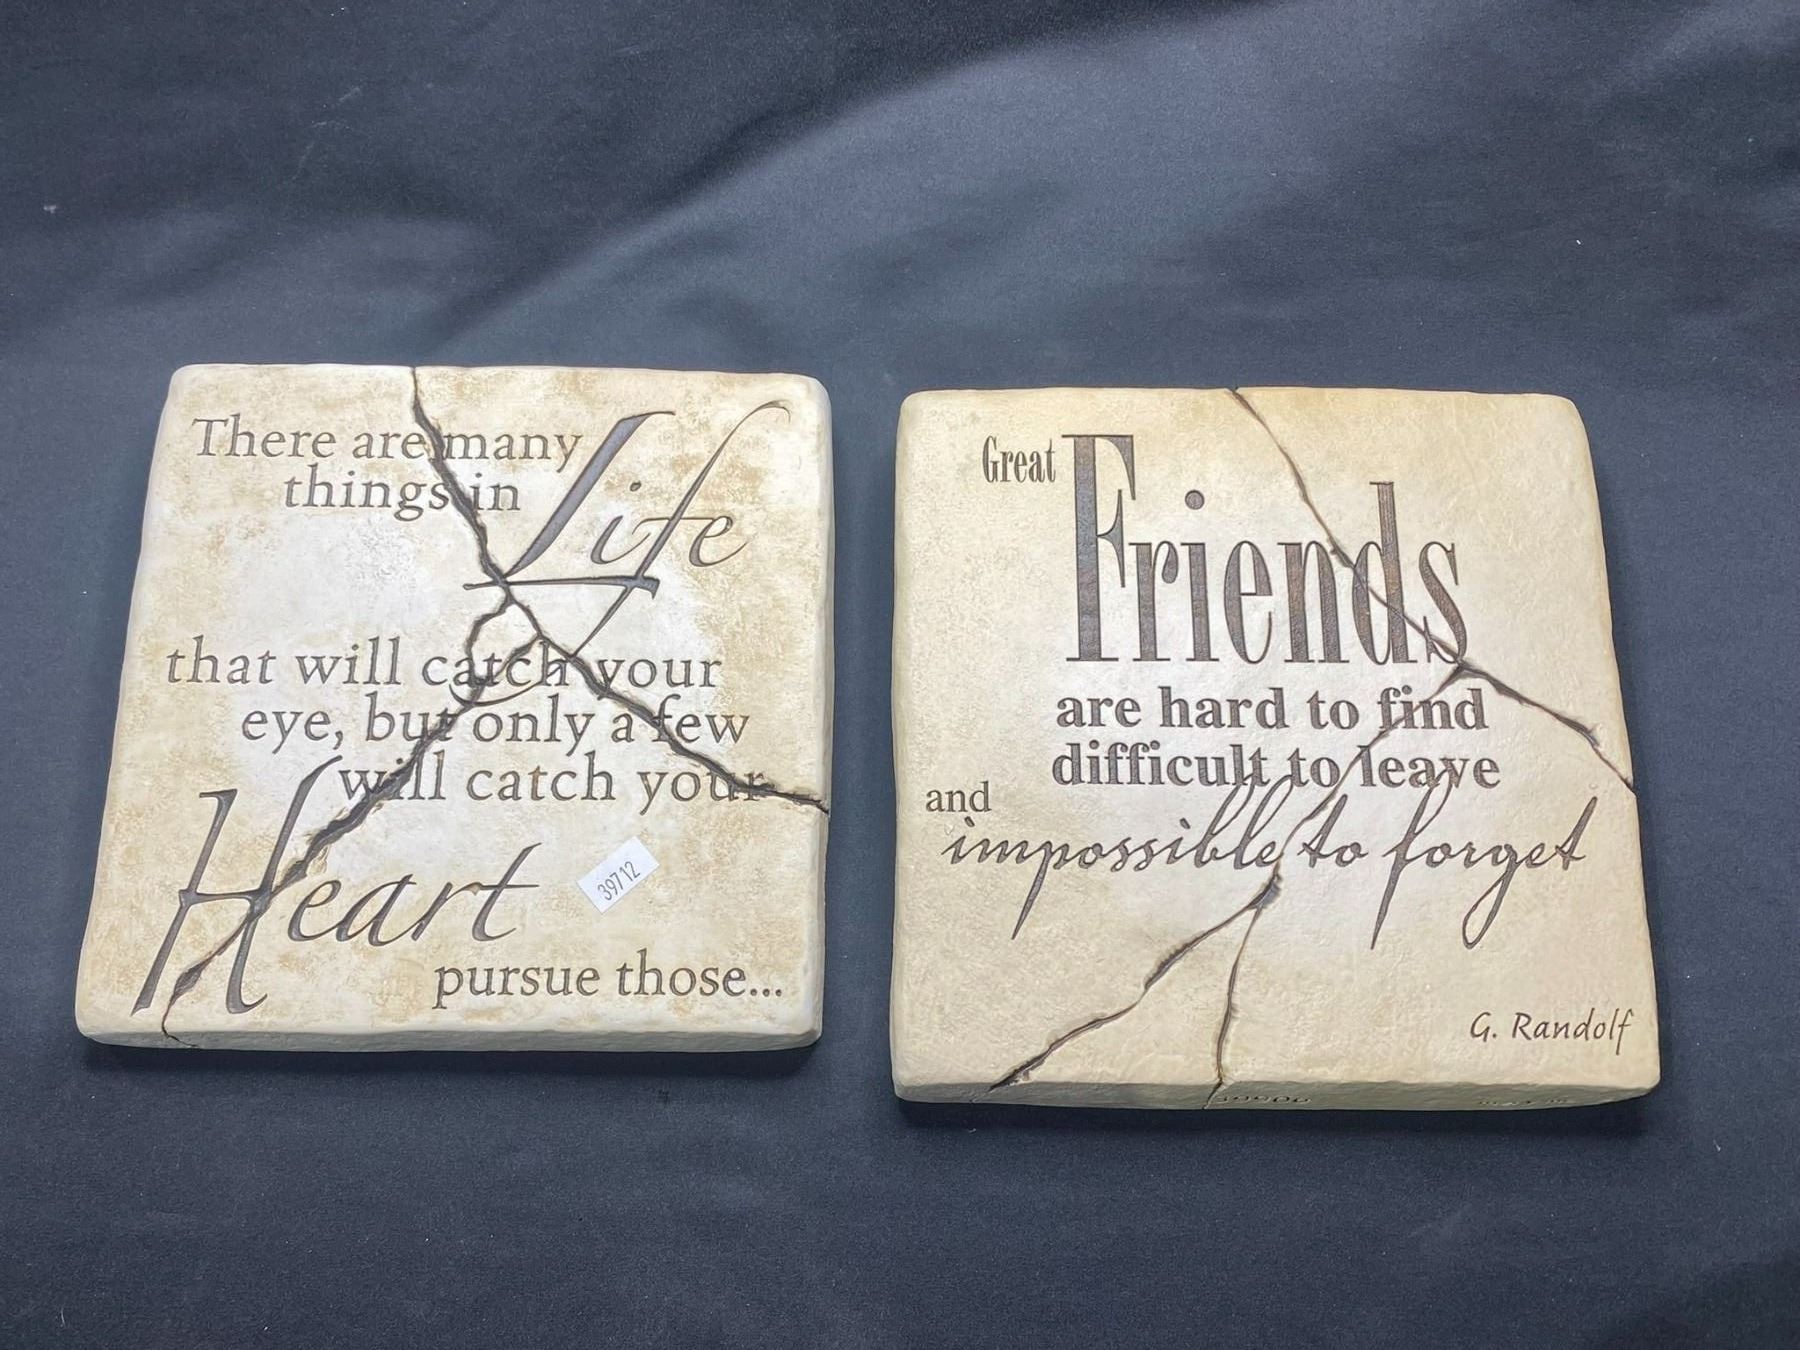 There are many
things in Life
that will catch your
eye, but only a few
will catch your
Heart
39712
pursue those...
Great Friends
are hard to find
difficult to leave
and
impossible to forget
G. Randolf